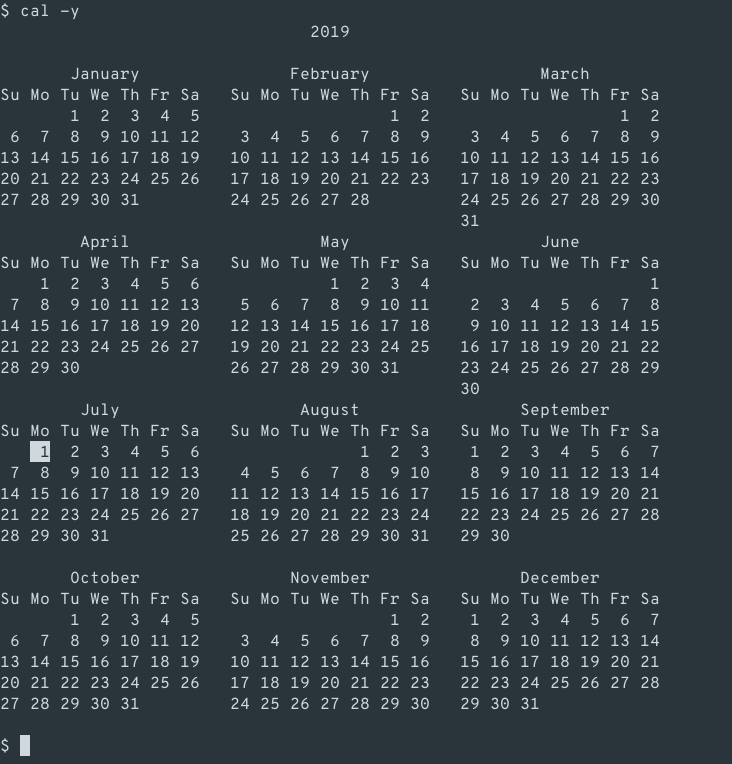 $ cal -y
                               2019

       January               February                 March
Su Mo Tu We Th Fr Sa   Su Mo Tu We Th Fr Sa   Su Mo Tu We Th Fr Sa
       1  2  3  4  5                   1  2                   1  2
 6  7  8  9 10 11 12    3  4  5  6  7  8  9    3  4  5  6  7  8  9
13 14 15 16 17 18 19   10 11 12 13 14 15 16   10 11 12 13 14 15 16
20 21 22 23 24 25 26   17 18 19 20 21 22 23   17 18 19 20 21 22 23
27 28 29 30 31         24 25 26 27 28         24 25 26 27 28 29 30
                                              31
        April                   May                   June
Su Mo Tu We Th Fr Sa   Su Mo Tu We Th Fr Sa   Su Mo Tu We Th Fr Sa
    1  2  3  4  5  6             1  2  3  4                      1
 7  8  9 10 11 12 13    5  6  7  8  9 10 11    2  3  4  5  6  7  8
14 15 16 17 18 19 20   12 13 14 15 16 17 18    9 10 11 12 13 14 15
21 22 23 24 25 26 27   19 20 21 22 23 24 25   16 17 18 19 20 21 22
28 29 30               26 27 28 29 30 31      23 24 25 26 27 28 29
                                              30
        July                  August                September
Su Mo Tu We Th Fr Sa   Su Mo Tu We Th Fr Sa   Su Mo Tu We Th Fr Sa
    1  2  3  4  5  6                1  2  3    1  2  3  4  5  6  7
 7  8  9 10 11 12 13    4  5  6  7  8  9 10    8  9 10 11 12 13 14
14 15 16 17 18 19 20   11 12 13 14 15 16 17   15 16 17 18 19 20 21
21 22 23 24 25 26 27   18 19 20 21 22 23 24   22 23 24 25 26 27 28
28 29 30 31            25 26 27 28 29 30 31   29 30

       October               November               December
Su Mo Tu We Th Fr Sa   Su Mo Tu We Th Fr Sa   Su Mo Tu We Th Fr Sa
       1  2  3  4  5                   1  2    1  2  3  4  5  6  7
 6  7  8  9 10 11 12    3  4  5  6  7  8  9    8  9 10 11 12 13 14
13 14 15 16 17 18 19   10 11 12 13 14 15 16   15 16 17 18 19 20 21
20 21 22 23 24 25 26   17 18 19 20 21 22 23   22 23 24 25 26 27 28
27 28 29 30 31         24 25 26 27 28 29 30   29 30 31

$